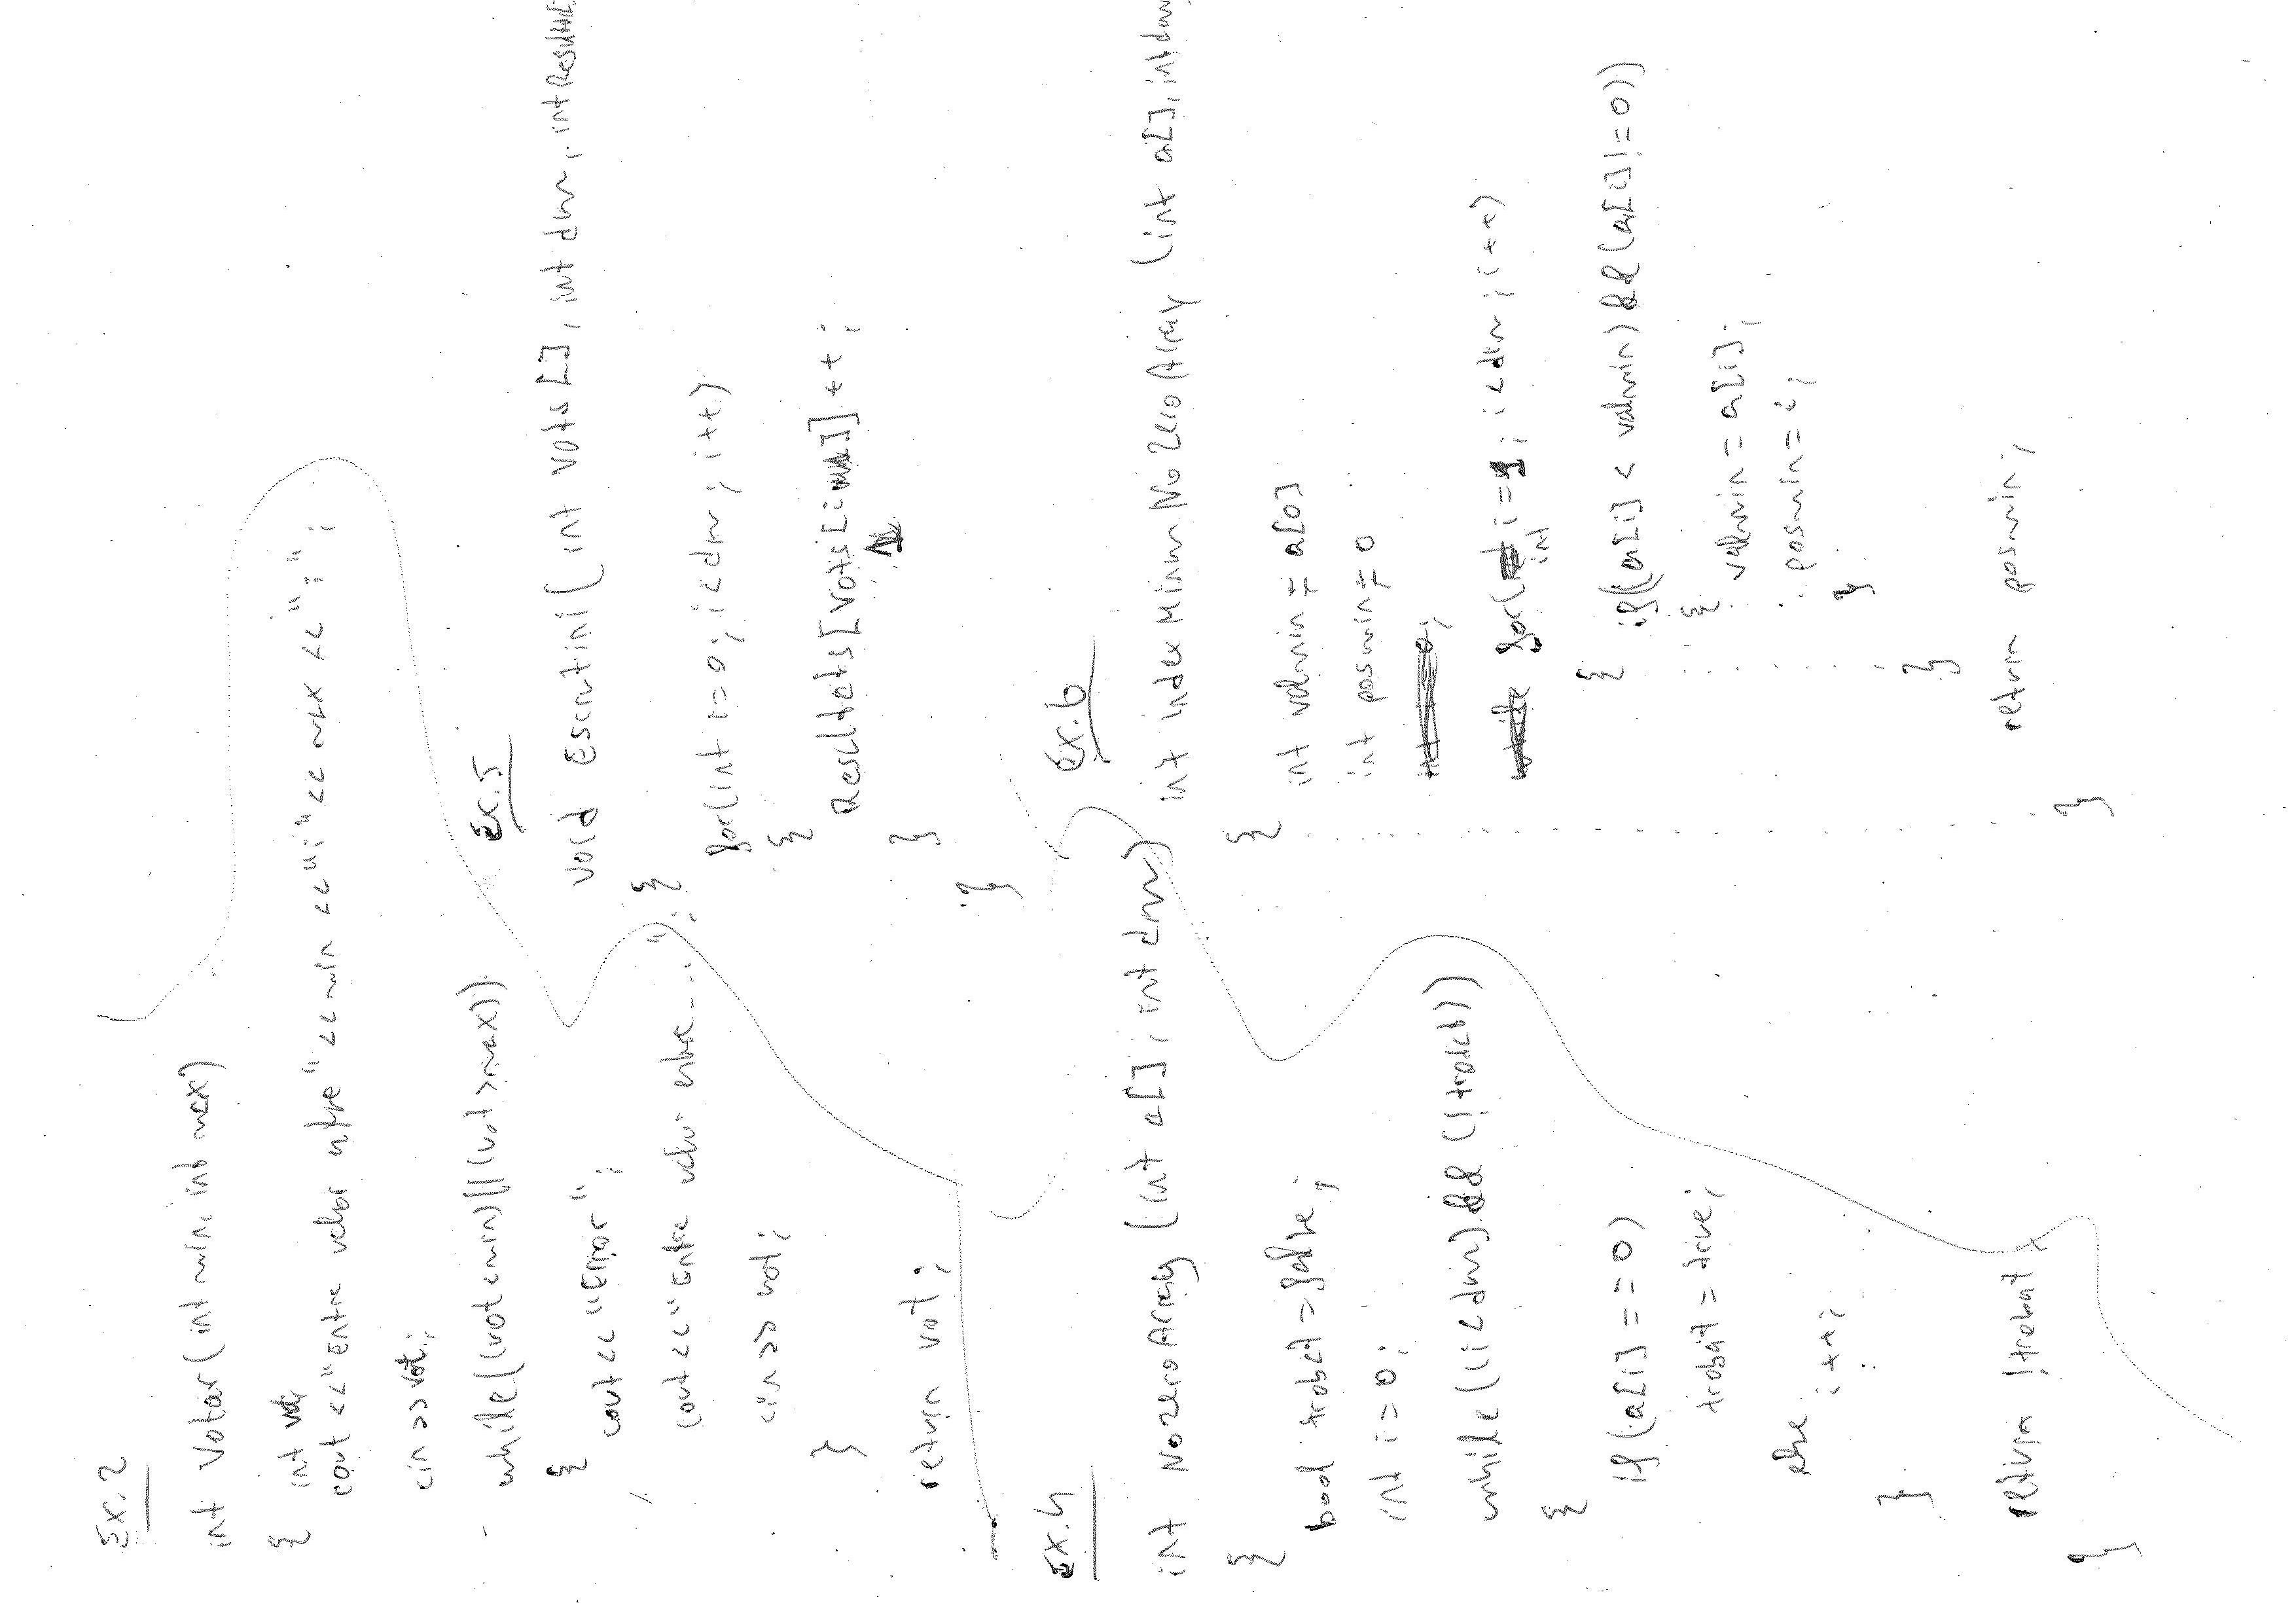 Ex.2
int Votar(int min, int max)
{ int vot;
cout <<"Entre valor entre"<<min<<"i"<<max<<":";
cin >> vot;
while((vot<min)||(vot>max))
{
cout<<"Error";
cout<<"Entre valor entre...";
cin >> vot;
}
return vot;
}
Ex.4
int NozeroArray (int a[], int dim)
{
bool trobat=false;
int i=0;
while((i<dim)&&(!trobat))
{
if(a[i]==0)
trobat=true;
else
i++;
}
return !trobat;
}
Ex.5
void Escrutini(int vots[], int dim, int Result
{
for(int i=0; i<dim; i++)
{
Resultats[vots[i]]++;
}
}
Ex.6
int indexMinimNoZeroArray (int a[], int dim
{
int valmin=a[0]
int posmin=0
for(int i=1; i<dim; i++)
{
if((a[i]<valmin)&&(a[i]!=0))
{
valmin=a[i];
posmin=i;
}
}
return posmin;
}